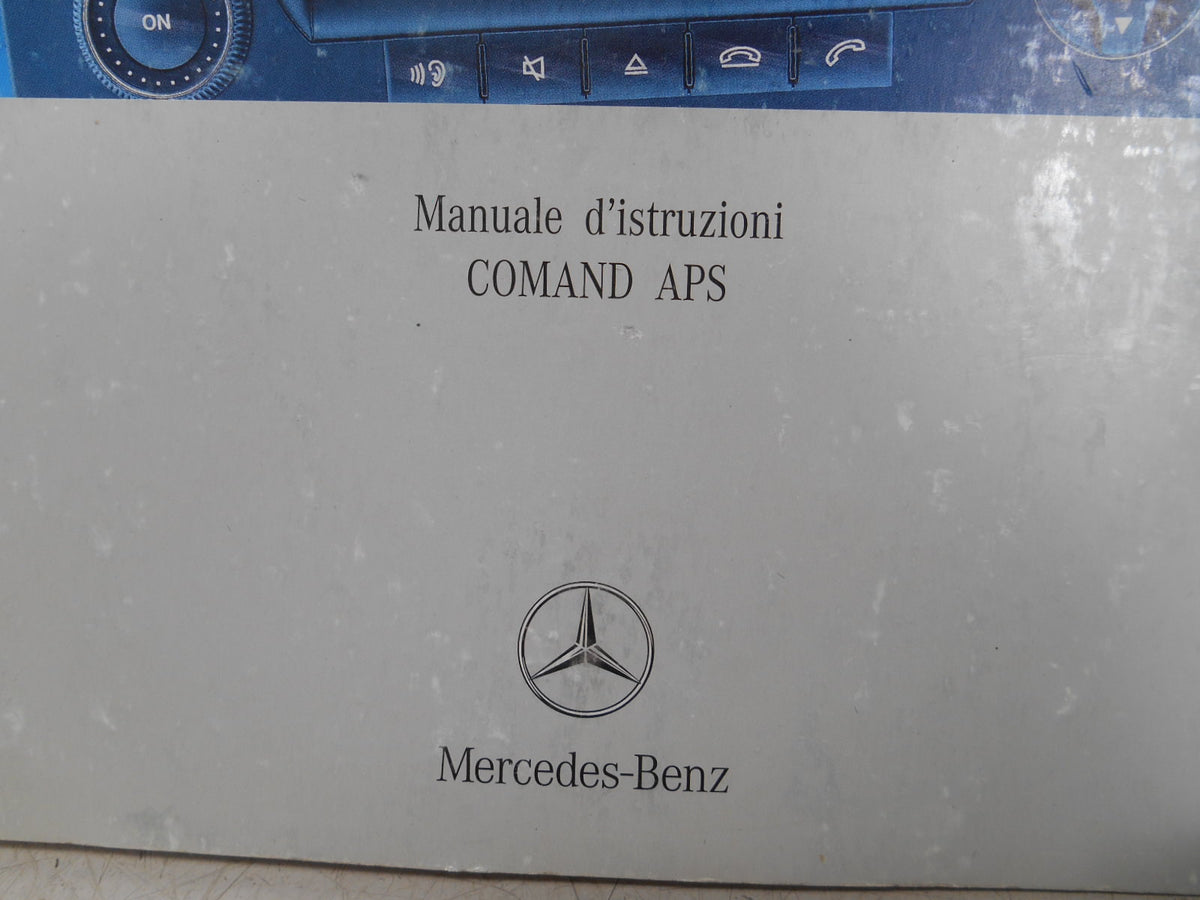 ON
Manuale d'istruzioni
COMAND APS
Mercedes-Benz